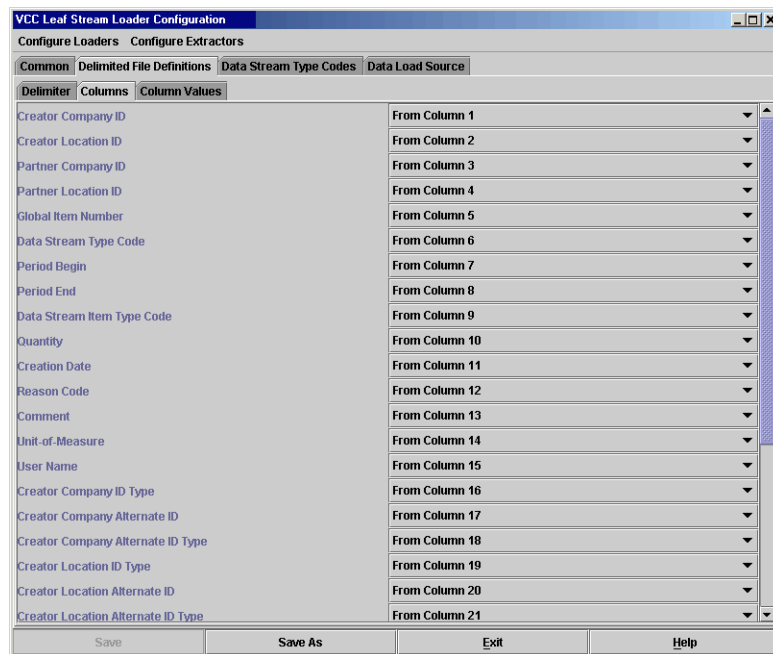 VCC Leaf Stream Loader Configuration
Configure Loaders Configure Extractors
Common Delimited File Definitions Data Stream Type Codes Data Load Source
Delimiter Columns Column Values
Creator Company ID From Column 1
Creator Location ID From Column 2
Partner Company ID From Column 3
Partner Location ID From Column 4
Global Item Number From Column 5
Data Stream Type Code From Column 6
Period Begin From Column 7
Period End From Column 8
Data Stream Item Type Code From Column 9
Quantity From Column 10
Creation Date From Column 11
Reason Code From Column 12
Comment From Column 13
Unit-of-Measure From Column 14
User Name From Column 15
Creator Company ID Type From Column 16
Creator Company Alternate ID From Column 17
Creator Company Alternate ID Type From Column 18
Creator Location ID Type From Column 19
Creator Location Alternate ID From Column 20
Creator Location Alternate ID Type From Column 21
Save Save As Exit Help